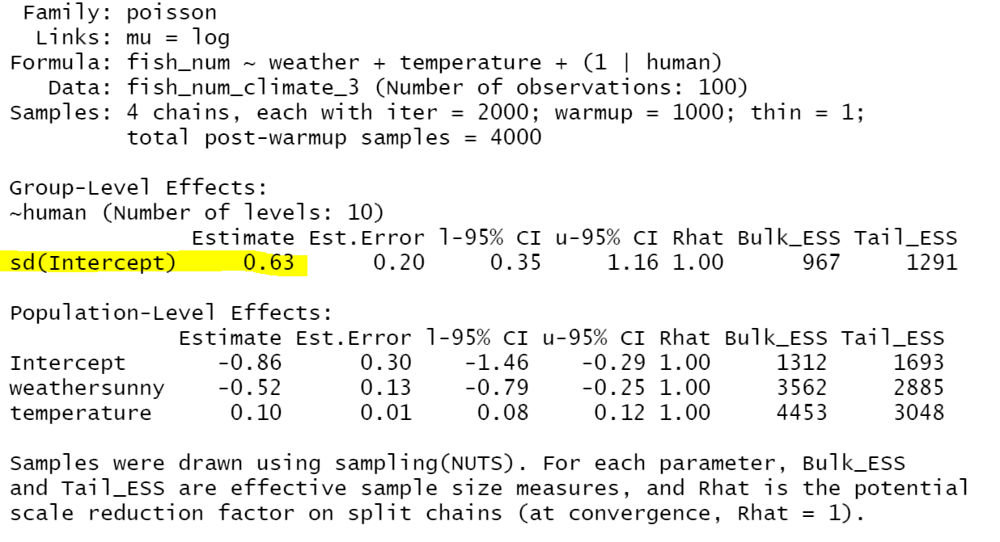 Family: poisson
Links: mu = log
Formula: fish_num ~ weather + temperature + (1 | human)
Data: fish_num_climate_3 (Number of observations: 100)
Samples: 4 chains, each with iter = 2000; warmup = 1000; thin = 1;
total post-warmup samples = 4000
Group-Level Effects:
~human (Number of levels: 10)
Estimate Est.Error l-95% CI u-95% CI Rhat Bulk_ESS Tail_ESS
sd(Intercept) 0.63 0.20 0.35 1.16 1.00 967 1291
Population-Level Effects:
Estimate Est.Error l-95% CI u-95% CI Rhat Bulk_ESS Tail_ESS
Intercept -0.86 0.30 -1.46 -0.29 1.00 1312 1693
weathersunny -0.52 0.13 -0.79 -0.25 1.00 3562 2885
temperature 0.10 0.01 0.08 0.12 1.00 4453 3048
Samples were drawn using sampling(NUTS). For each parameter, Bulk_ESS
and Tail_ESS are effective sample size measures, and Rhat is the potential
scale reduction factor on split chains (at convergence, Rhat = 1).